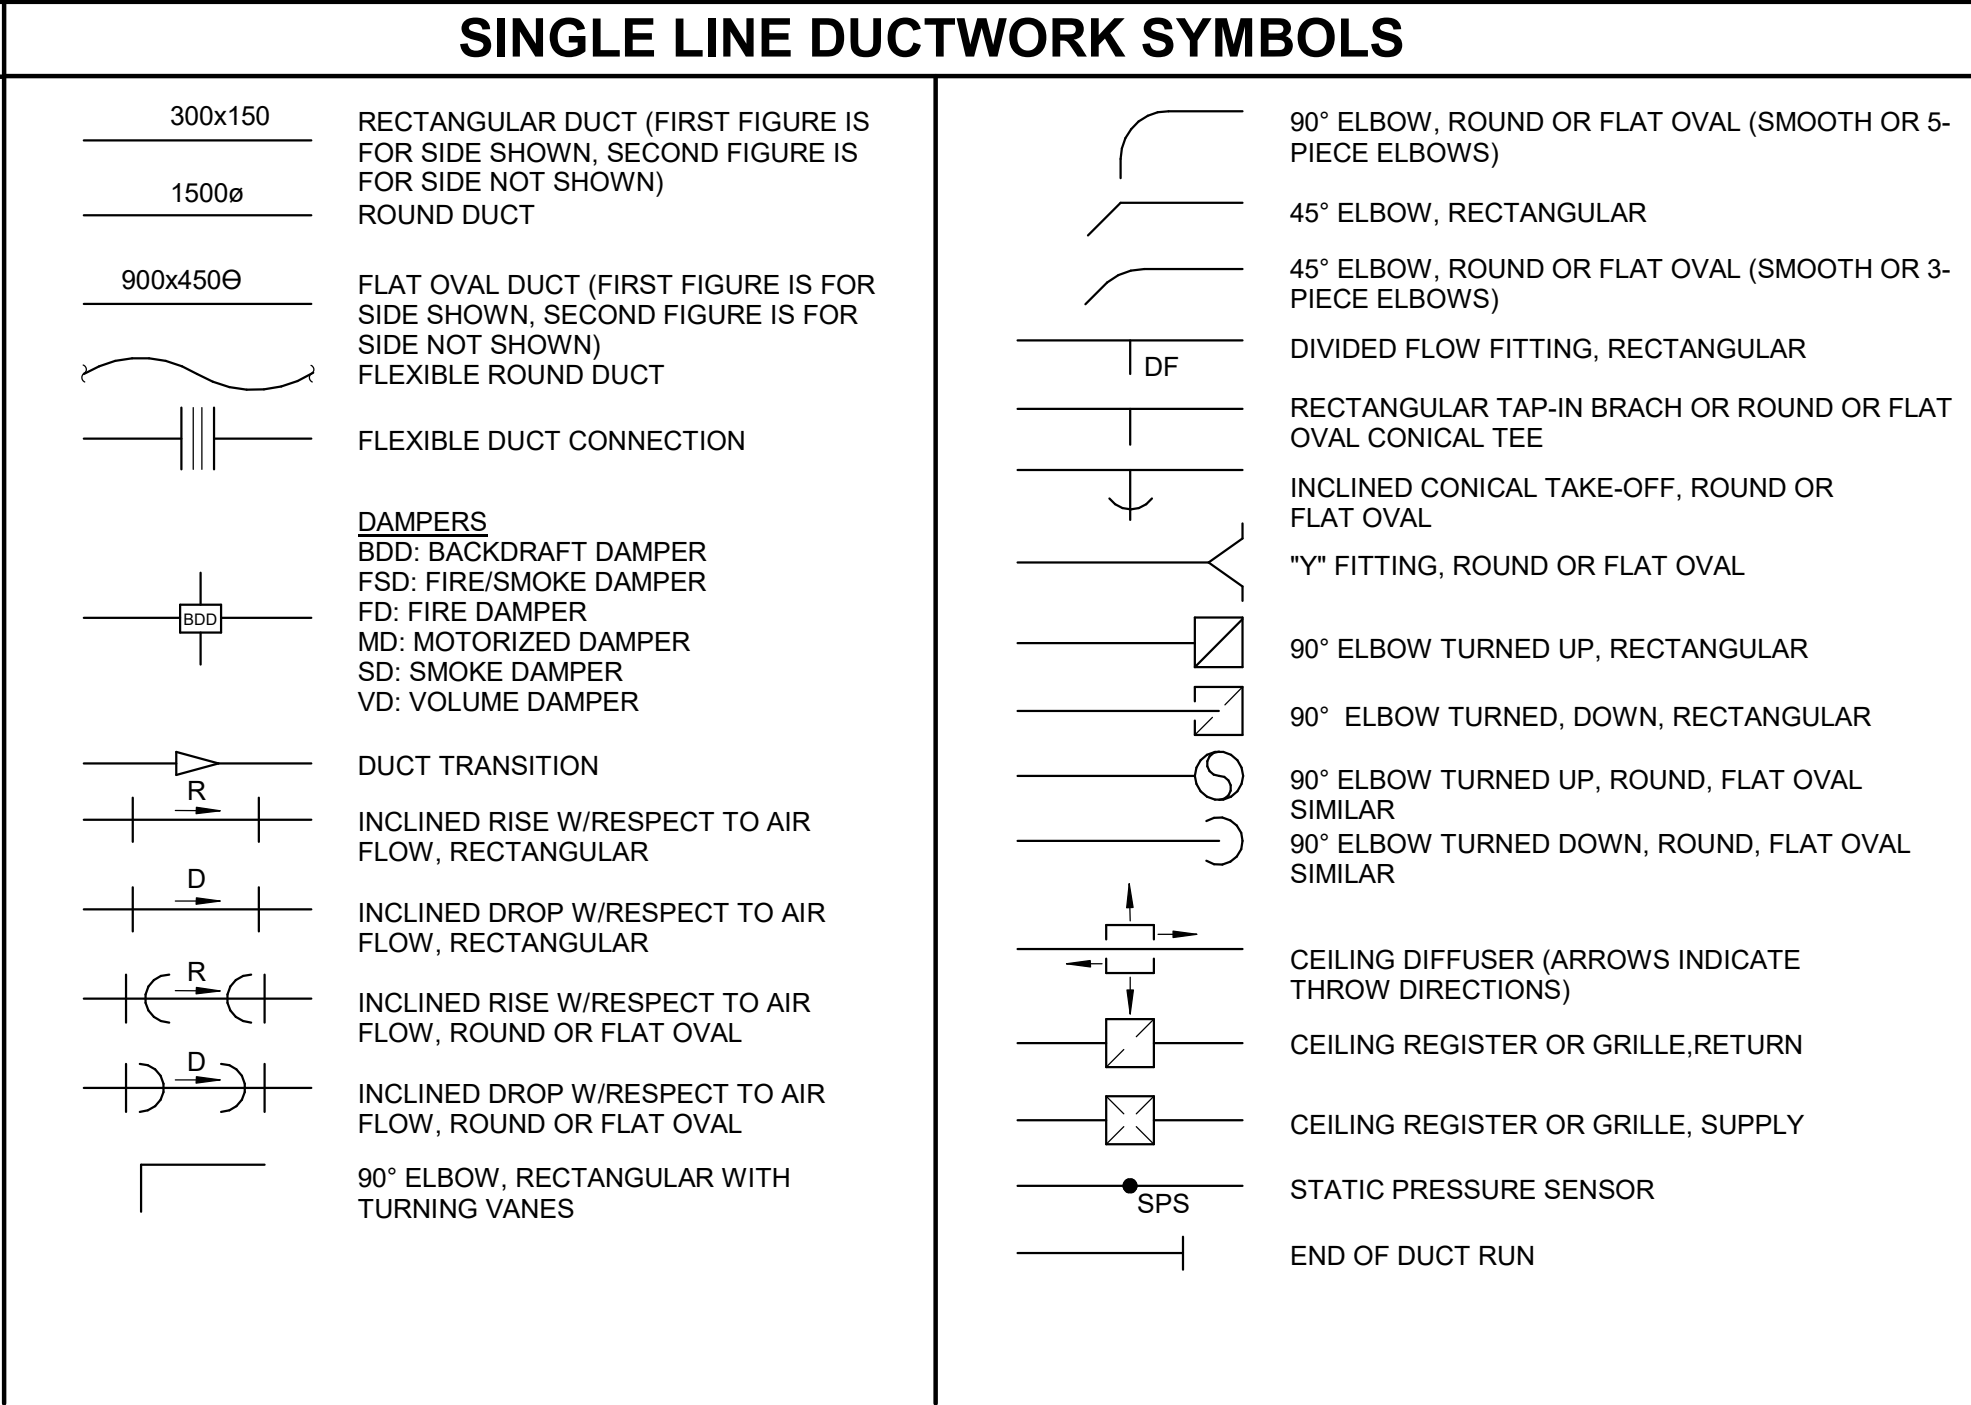 SINGLE LINE DUCTWORK SYMBOLS
300x150
RECTANGULAR DUCT (FIRST FIGURE IS
FOR SIDE SHOWN, SECOND FIGURE IS
FOR SIDE NOT SHOWN)
1500ø
ROUND DUCT
900x450Ө
FLAT OVAL DUCT (FIRST FIGURE IS FOR
SIDE SHOWN, SECOND FIGURE IS FOR
SIDE NOT SHOWN)
FLEXIBLE ROUND DUCT
FLEXIBLE DUCT CONNECTION
DAMPERS
BDD: BACKDRAFT DAMPER
FSD: FIRE/SMOKE DAMPER
FD: FIRE DAMPER
MD: MOTORIZED DAMPER
SD: SMOKE DAMPER
VD: VOLUME DAMPER
BDD
DUCT TRANSITION
R
INCLINED RISE W/RESPECT TO AIR
FLOW, RECTANGULAR
D
INCLINED DROP W/RESPECT TO AIR
FLOW, RECTANGULAR
R
INCLINED RISE W/RESPECT TO AIR
FLOW, ROUND OR FLAT OVAL
D
INCLINED DROP W/RESPECT TO AIR
FLOW, ROUND OR FLAT OVAL
90° ELBOW, RECTANGULAR WITH
TURNING VANES
90° ELBOW, ROUND OR FLAT OVAL (SMOOTH OR 5-
PIECE ELBOWS)
45° ELBOW, RECTANGULAR
45° ELBOW, ROUND OR FLAT OVAL (SMOOTH OR 3-
PIECE ELBOWS)
DF
DIVIDED FLOW FITTING, RECTANGULAR
RECTANGULAR TAP-IN BRACH OR ROUND OR FLAT
OVAL CONICAL TEE
INCLINED CONICAL TAKE-OFF, ROUND OR
FLAT OVAL
"Y" FITTING, ROUND OR FLAT OVAL
90° ELBOW TURNED UP, RECTANGULAR
90° ELBOW TURNED, DOWN, RECTANGULAR
90° ELBOW TURNED UP, ROUND, FLAT OVAL
SIMILAR
90° ELBOW TURNED DOWN, ROUND, FLAT OVAL
SIMILAR
CEILING DIFFUSER (ARROWS INDICATE
THROW DIRECTIONS)
CEILING REGISTER OR GRILLE,RETURN
CEILING REGISTER OR GRILLE, SUPPLY
SPS
STATIC PRESSURE SENSOR
END OF DUCT RUN